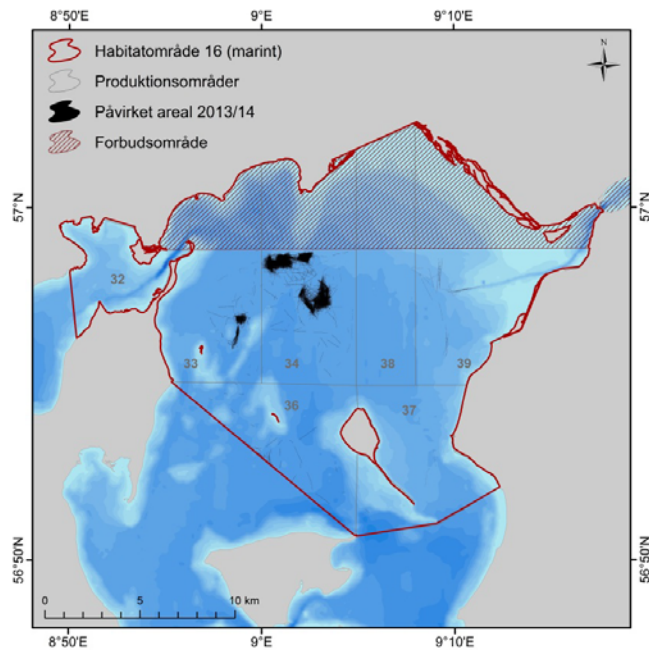 8°50'E 9°E 9°10'E
Habitatområde 16 (marint)
Produktionsområder
Påvirket areal 2013/14
Forbudsområde
N
57°N 57°N
32
33 34 38 39
36 37
56°50'N 56°50'N
0 5 10 km
8°50'E 9°E 9°10'E